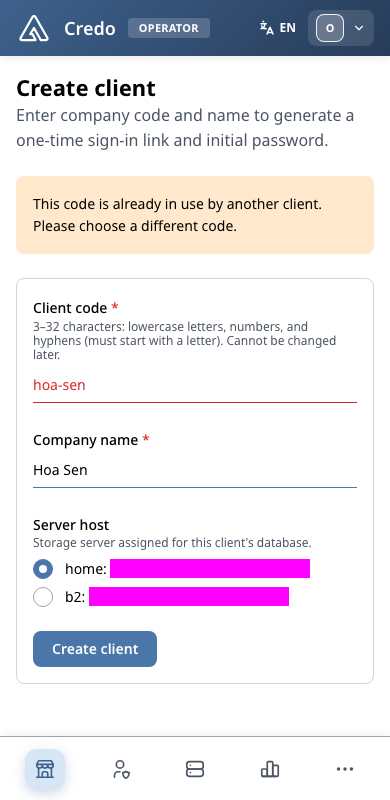 Credo OPERATOR EN O
Create client
Enter company code and name to generate a
one-time sign-in link and initial password.
This code is already in use by another client.
Please choose a different code.
Client code *
3–32 characters: lowercase letters, numbers, and
hyphens (must start with a letter). Cannot be changed
later.
hoa-sen
Company name *
Hoa Sen
Server host
Storage server assigned for this client's database.
home:
b2:
Create client